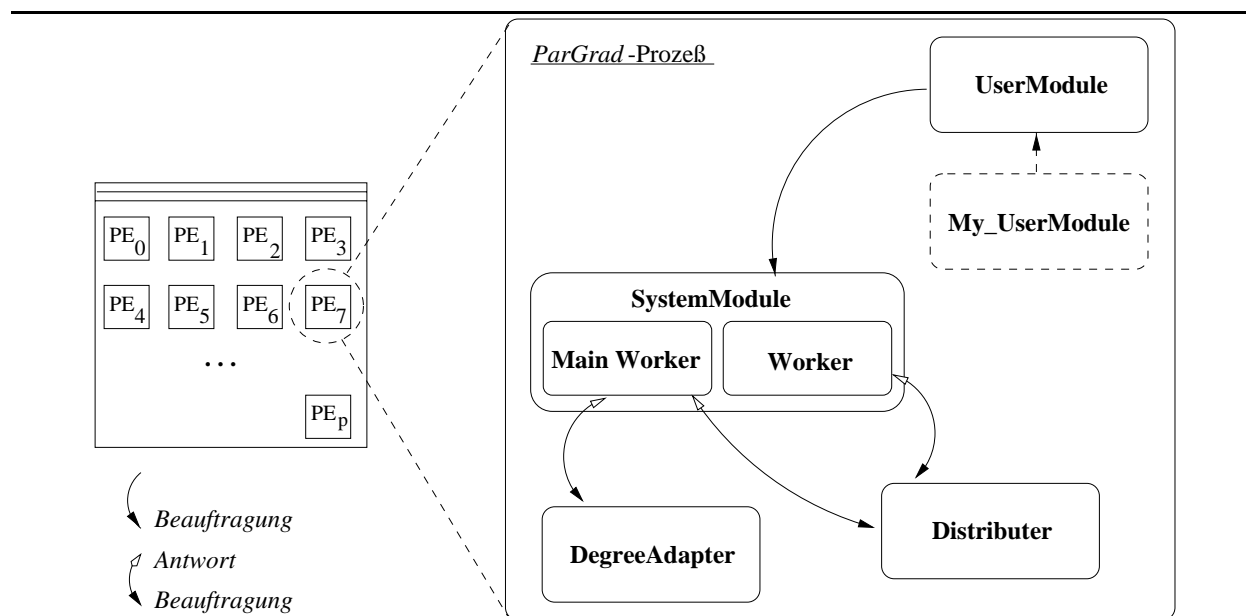 ParGrad -Prozeß
UserModule
My_UserModule
PE0 PE1 PE2 PE3
PE4 PE5 PE6 PE7
...
PEp
SystemModule
Main Worker
Worker
DegreeAdapter
Distributer
Beauftragung
Antwort
Beauftragung